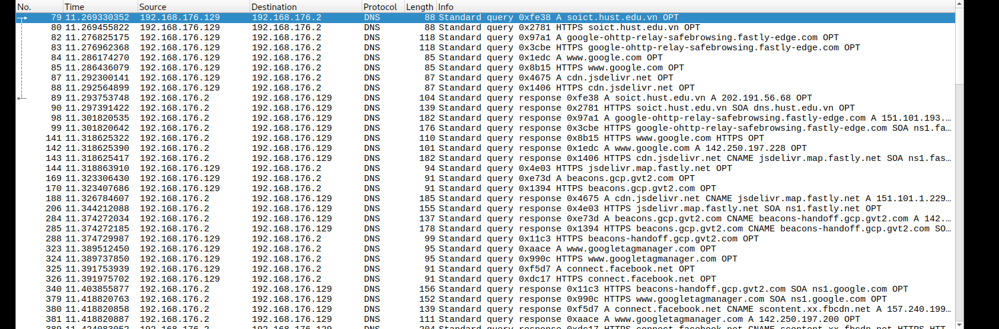 No. Time Source Destination Protocol Length Info
79 11.269330352 192.168.176.129 192.168.176.2 DNS 88 Standard query 0xfe38 A soict.hust.edu.vn OPT
80 11.269455822 192.168.176.129 192.168.176.2 DNS 88 Standard query 0x2781 HTTPS soict.hust.edu.vn OPT
82 11.276825175 192.168.176.129 192.168.176.2 DNS 118 Standard query 0x97a1 A google-ohttp-relay-safebrowsing.fastly-edge.com OPT
83 11.276962368 192.168.176.129 192.168.176.2 DNS 118 Standard query 0x3cbe HTTPS google-ohttp-relay-safebrowsing.fastly-edge.com OPT
84 11.286174270 192.168.176.129 192.168.176.2 DNS 85 Standard query 0x1edc A www.google.com OPT
85 11.286436079 192.168.176.129 192.168.176.2 DNS 85 Standard query 0x8b15 HTTPS www.google.com OPT
87 11.292300141 192.168.176.129 192.168.176.2 DNS 87 Standard query 0x4675 A cdn.jsdelivr.net OPT
88 11.292564899 192.168.176.129 192.168.176.2 DNS 87 Standard query 0x1406 HTTPS cdn.jsdelivr.net OPT
89 11.293753748 192.168.176.2 192.168.176.129 DNS 104 Standard query response 0xfe38 A soict.hust.edu.vn A 202.191.56.68 OPT
90 11.297391422 192.168.176.2 192.168.176.129 DNS 139 Standard query response 0x2781 HTTPS soict.hust.edu.vn SOA dns.hust.edu.vn OPT
98 11.301820535 192.168.176.2 192.168.176.129 DNS 182 Standard query response 0x97a1 A google-ohttp-relay-safebrowsing.fastly-edge.com A 151.101.193.…
99 11.301820642 192.168.176.2 192.168.176.129 DNS 176 Standard query response 0x3cbe HTTPS google-ohttp-relay-safebrowsing.fastly-edge.com SOA ns1.fa…
141 11.318625322 192.168.176.2 192.168.176.129 DNS 110 Standard query response 0x8b15 HTTPS www.google.com HTTPS OPT
142 11.318625390 192.168.176.2 192.168.176.129 DNS 101 Standard query response 0x1edc A www.google.com A 142.250.197.228 OPT
143 11.318625417 192.168.176.2 192.168.176.129 DNS 182 Standard query response 0x1406 HTTPS cdn.jsdelivr.net CNAME jsdelivr.map.fastly.net SOA ns1.fas…
144 11.318863910 192.168.176.129 192.168.176.2 DNS 94 Standard query 0x4e03 HTTPS jsdelivr.map.fastly.net OPT
169 11.323306430 192.168.176.129 192.168.176.2 DNS 91 Standard query 0xe73d A beacons.gcp.gvt2.com OPT
170 11.323407686 192.168.176.129 192.168.176.2 DNS 91 Standard query 0x1394 HTTPS beacons.gcp.gvt2.com OPT
188 11.326784607 192.168.176.2 192.168.176.129 DNS 185 Standard query response 0x4675 A cdn.jsdelivr.net CNAME jsdelivr.map.fastly.net A 151.101.1.229…
206 11.344212088 192.168.176.2 192.168.176.129 DNS 155 Standard query response 0x4e03 HTTPS jsdelivr.map.fastly.net SOA ns1.fastly.net OPT
284 11.374272034 192.168.176.2 192.168.176.129 DNS 137 Standard query response 0xe73d A beacons.gcp.gvt2.com CNAME beacons-handoff.gcp.gvt2.com A 142.…
285 11.374272185 192.168.176.2 192.168.176.129 DNS 178 Standard query response 0x1394 HTTPS beacons.gcp.gvt2.com CNAME beacons-handoff.gcp.gvt2.com SO…
288 11.374729987 192.168.176.129 192.168.176.2 DNS 99 Standard query 0x11c3 HTTPS beacons-handoff.gcp.gvt2.com OPT
323 11.389512450 192.168.176.129 192.168.176.2 DNS 95 Standard query 0xaace A www.googletagmanager.com OPT
324 11.389737850 192.168.176.129 192.168.176.2 DNS 95 Standard query 0x990c HTTPS www.googletagmanager.com OPT
325 11.391753939 192.168.176.129 192.168.176.2 DNS 91 Standard query 0xf5d7 A connect.facebook.net OPT
326 11.391975702 192.168.176.129 192.168.176.2 DNS 91 Standard query 0xdc17 HTTPS connect.facebook.net OPT
340 11.403455877 192.168.176.2 192.168.176.129 DNS 156 Standard query response 0x11c3 HTTPS beacons-handoff.gcp.gvt2.com SOA ns1.google.com OPT
379 11.418820763 192.168.176.2 192.168.176.129 DNS 152 Standard query response 0x990c HTTPS www.googletagmanager.com SOA ns1.google.com OPT
380 11.418820858 192.168.176.2 192.168.176.129 DNS 139 Standard query response 0xf5d7 A connect.facebook.net CNAME scontent.xx.fbcdn.net A 157.240.199…
381 11.418820887 192.168.176.2 192.168.176.129 DNS 111 Standard query response 0xaace A www.googletagmanager.com A 142.250.197.200 OPT
389 11.424083052 192.168.176.2 192.168.176.129 DNS 204 Standard query response 0xdc17 HTTPS connect.facebook.net CNAME scontent.xx.fbcdn.net HTTPS HTT…